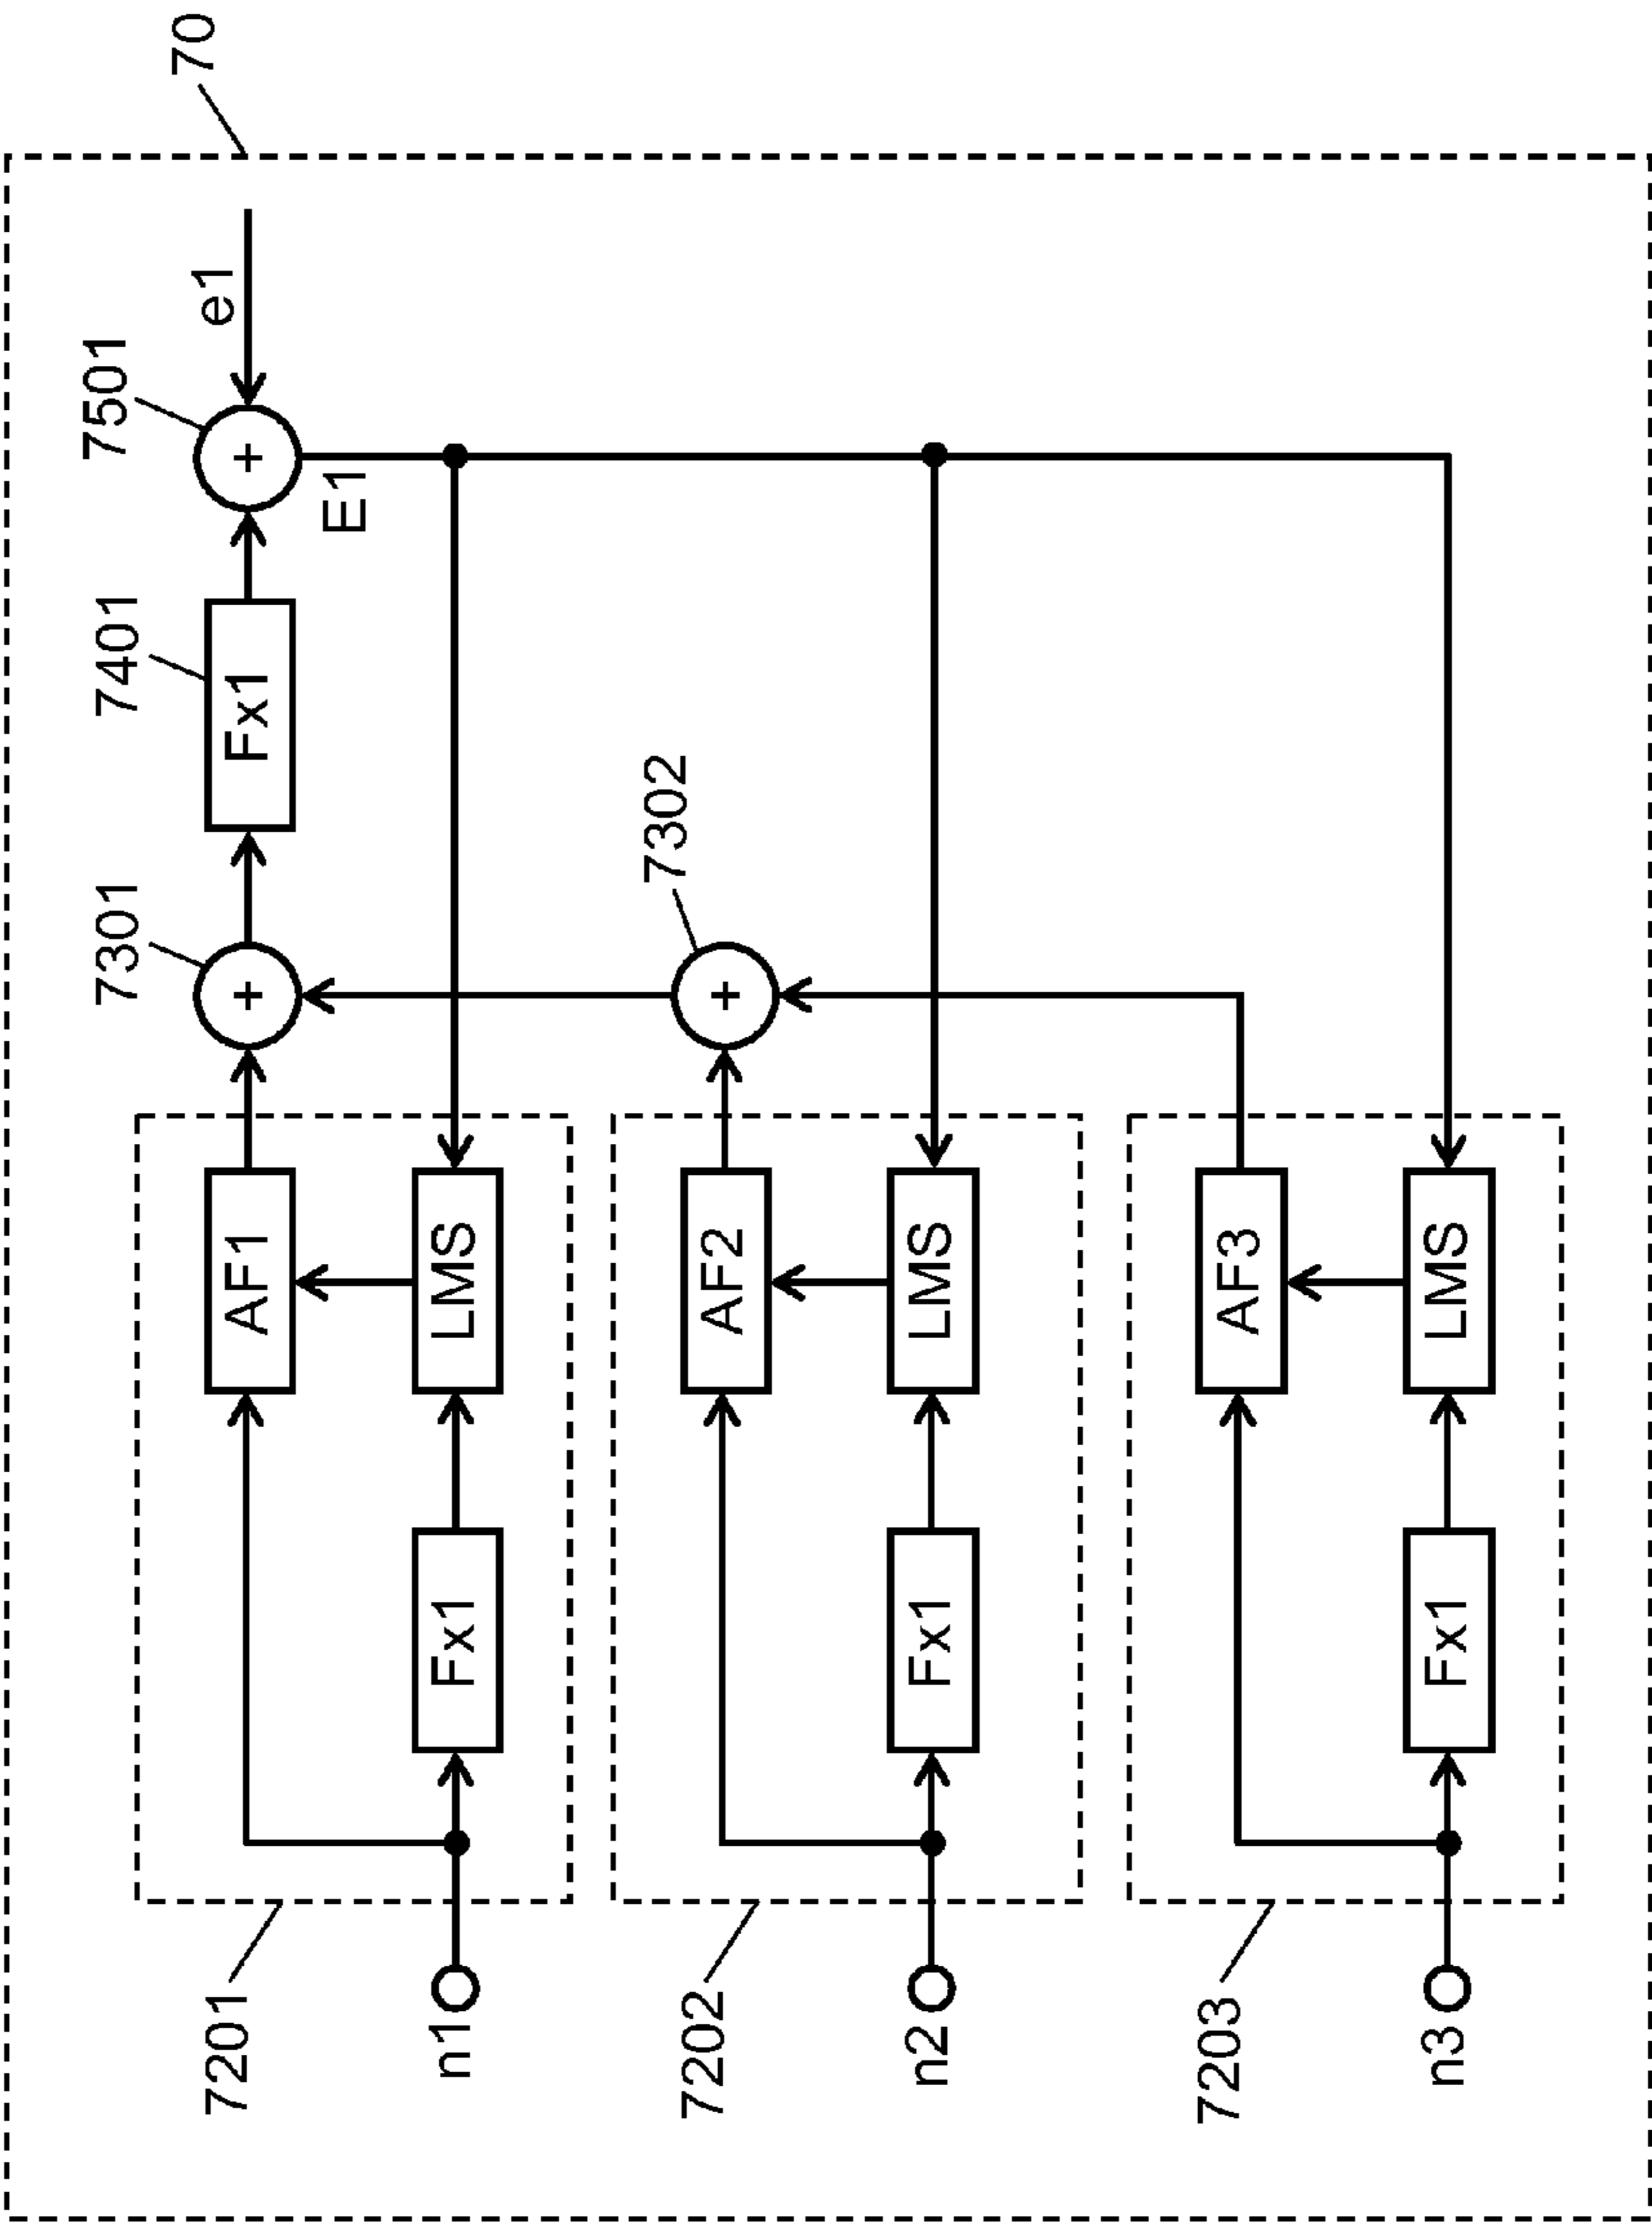 70
7301
7401
7501
e1
7201
AF1
+
Fx1
+
E1
n1
Fx1
LMS
7302
7202
AF2
+
n2
Fx1
LMS
7203
AF3
n3
Fx1
LMS